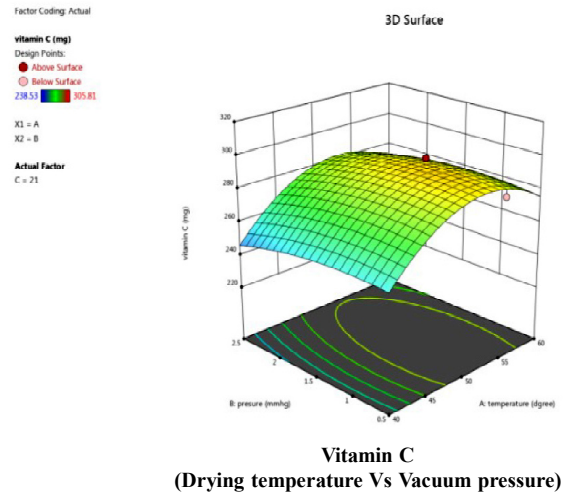 Factor Coding: Actual
3D Surface
vitamin C (mg)
Design Points:
Above Surface
Below Surface
238.53 305.81
X1 = A
X2 = B
Actual Factor
C = 21
320
300
280
260
240
220
vitamin C (mg)
2.5
2
1.5
1
0.5
B: presure (mmhg)
40
45
50
55
60
A: temperature (dgree)
Vitamin C
(Drying temperature Vs Vacuum pressure)